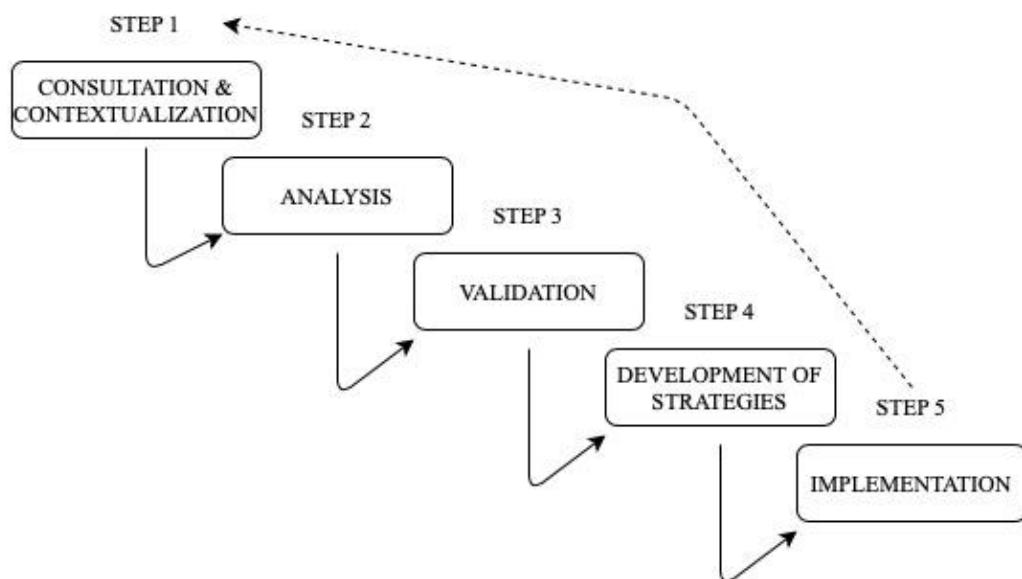 STEP 1
CONSULTATION &
CONTEXTUALIZATION
STEP 2
ANALYSIS
STEP 3
VALIDATION
STEP 4
DEVELOPMENT OF
STRATEGIES
STEP 5
IMPLEMENTATION